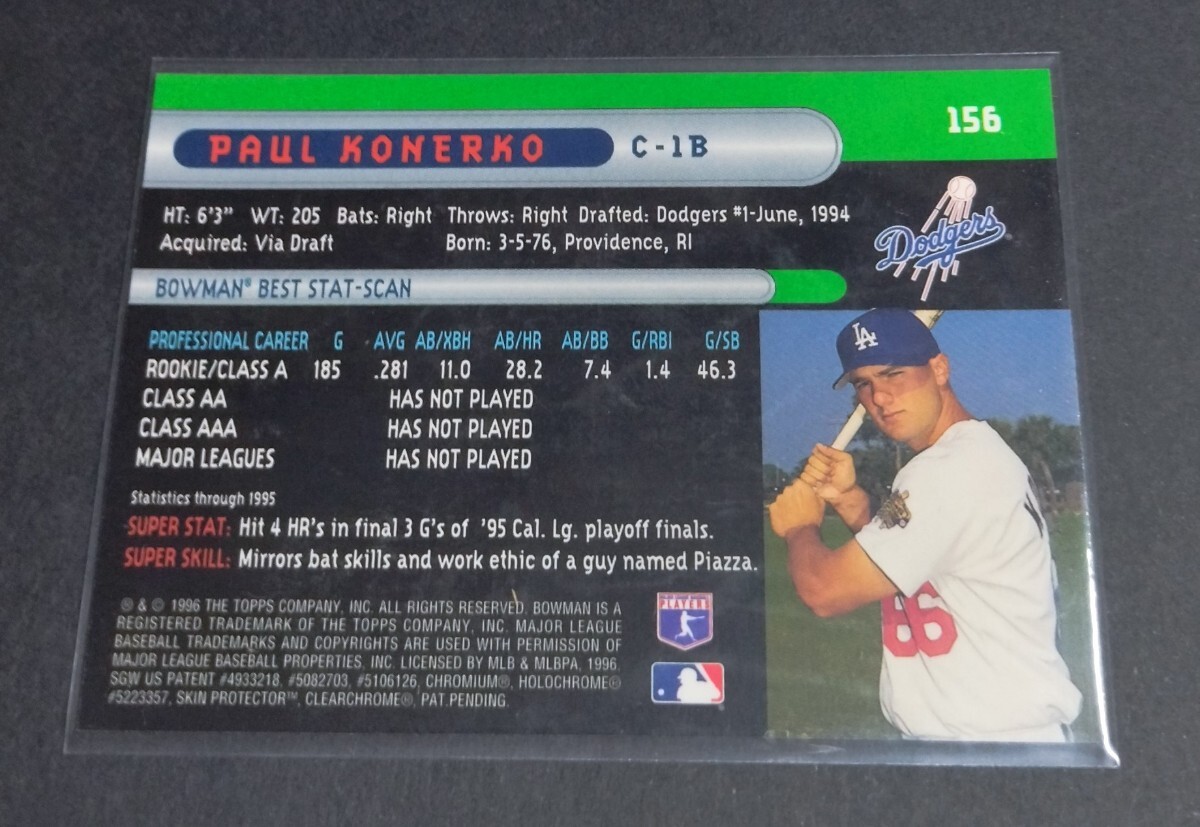 156
PAUL KONERKO C-1B
HT: 6'3" WT: 205 Bats: Right Throws: Right Drafted: Dodgers #1-June, 1994
Acquired: Via Draft Born: 3-5-76, Providence, RI
Dodgers
BOWMAN® BEST STAT-SCAN
PROFESSIONAL CAREER G AVG AB/XBH AB/HR AB/BB G/RBI G/SB
ROOKIE/CLASS A 185 .281 11.0 28.2 7.4 1.4 46.3
CLASS AA HAS NOT PLAYED
CLASS AAA HAS NOT PLAYED
MAJOR LEAGUES HAS NOT PLAYED
Statistics through 1995
SUPER STAT: Hit 4 HR's in final 3 G's of '95 Cal. Lg. playoff finals.
SUPER SKILL: Mirrors bat skills and work ethic of a guy named Piazza.
® & © 1996 THE TOPPS COMPANY, INC. ALL RIGHTS RESERVED. BOWMAN IS A
REGISTERED TRADEMARK OF THE TOPPS COMPANY, INC. MAJOR LEAGUE
BASEBALL TRADEMARKS AND COPYRIGHTS ARE USED WITH PERMISSION OF
MAJOR LEAGUE BASEBALL PROPERTIES, INC. LICENSED BY MLB & MLBPA, 1996.
SGW US PATENT #4933218, #5082703, #5106126, CHROMIUM®, HOLOCHROME®
#5223357, SKIN PROTECTOR™, CLEARCHROME®, PAT.PENDING.
PLAYERS
LA
66